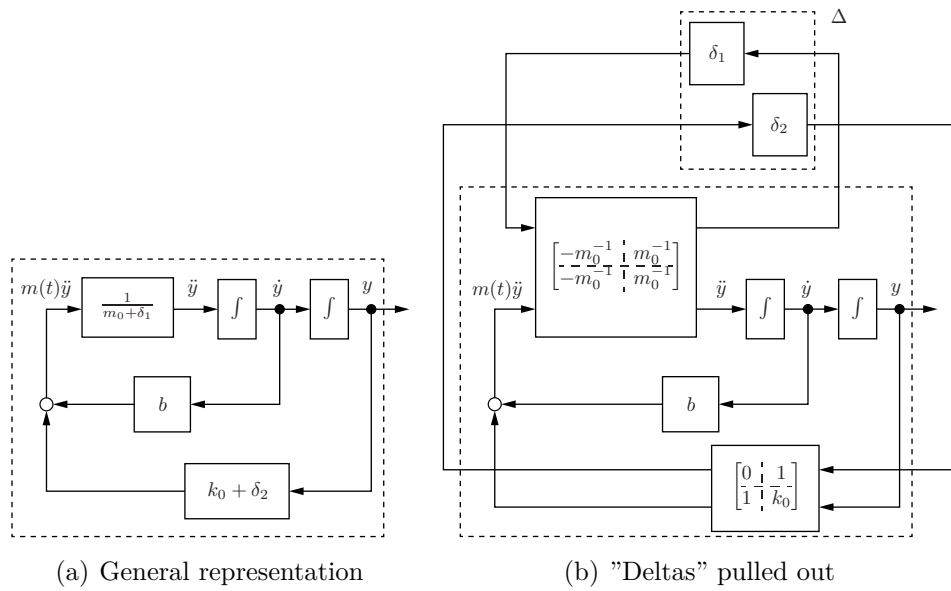 Δ
δ₁
δ₂
m(t)ÿ
1
m₀+δ₁
ÿ
∫
ẏ
∫
y
b
k₀ + δ₂
m(t)ÿ
−m₀⁻¹ m₀⁻¹
−m₀⁻¹ m₀⁻¹
ÿ
∫
ẏ
∫
y
b
0 1
1 k₀
(a) General representation
(b) ”Deltas” pulled out